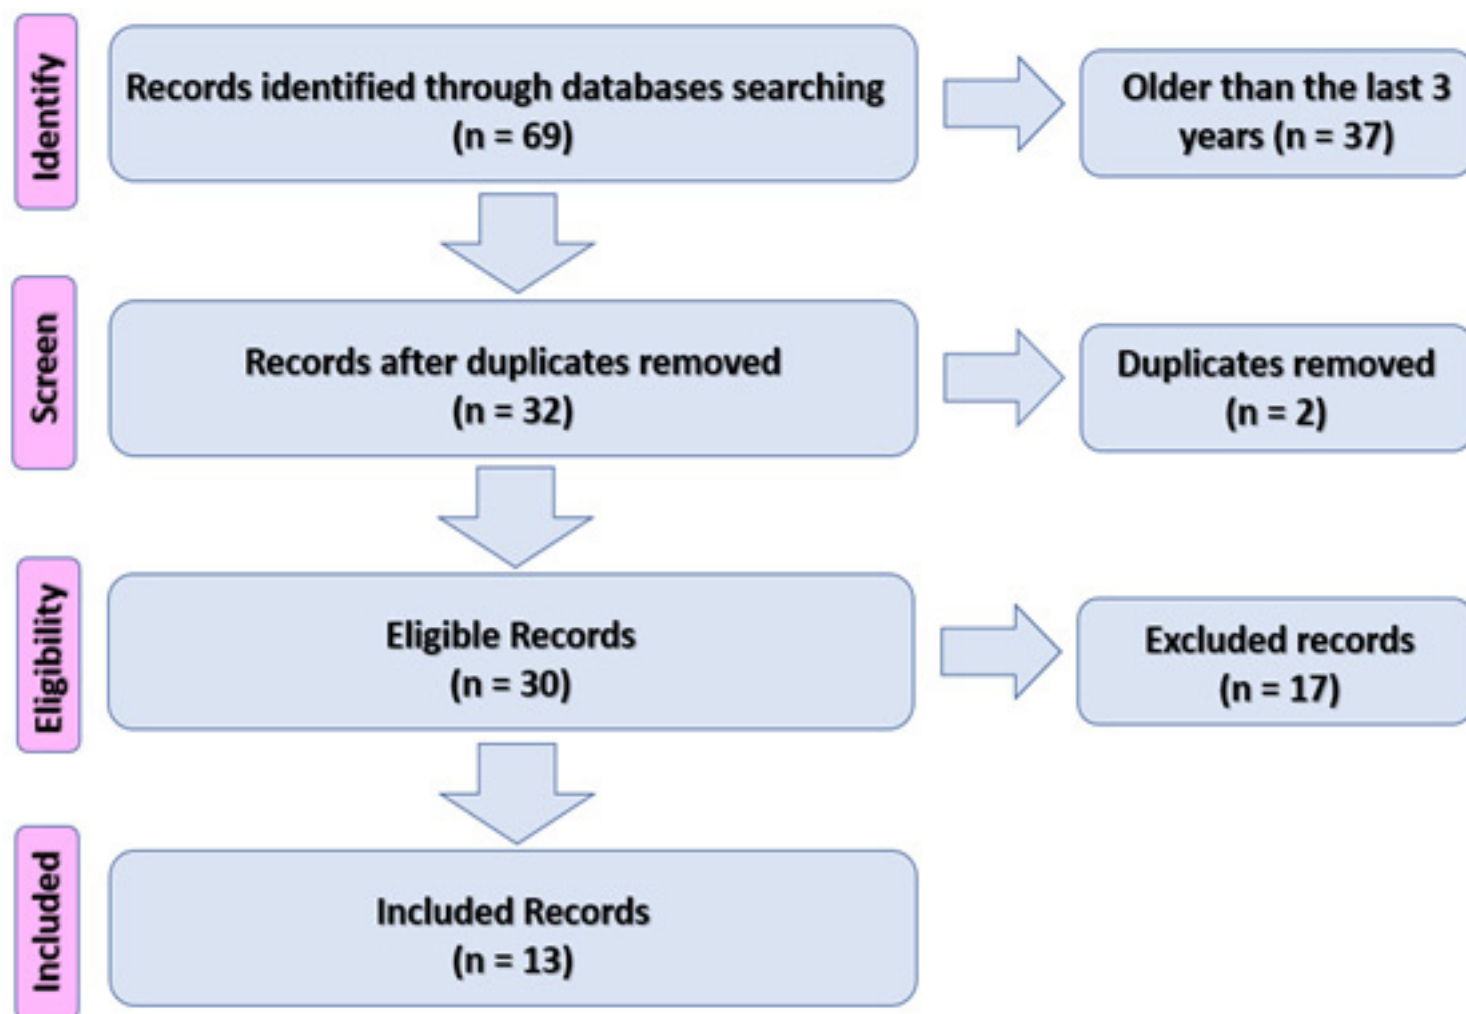 Identify
Records identified through databases searching
(n = 69)
Older than the last 3
years (n = 37)
Screen
Records after duplicates removed
(n = 32)
Duplicates removed
(n = 2)
Eligibility
Eligible Records
(n = 30)
Excluded records
(n = 17)
Included
Included Records
(n = 13)